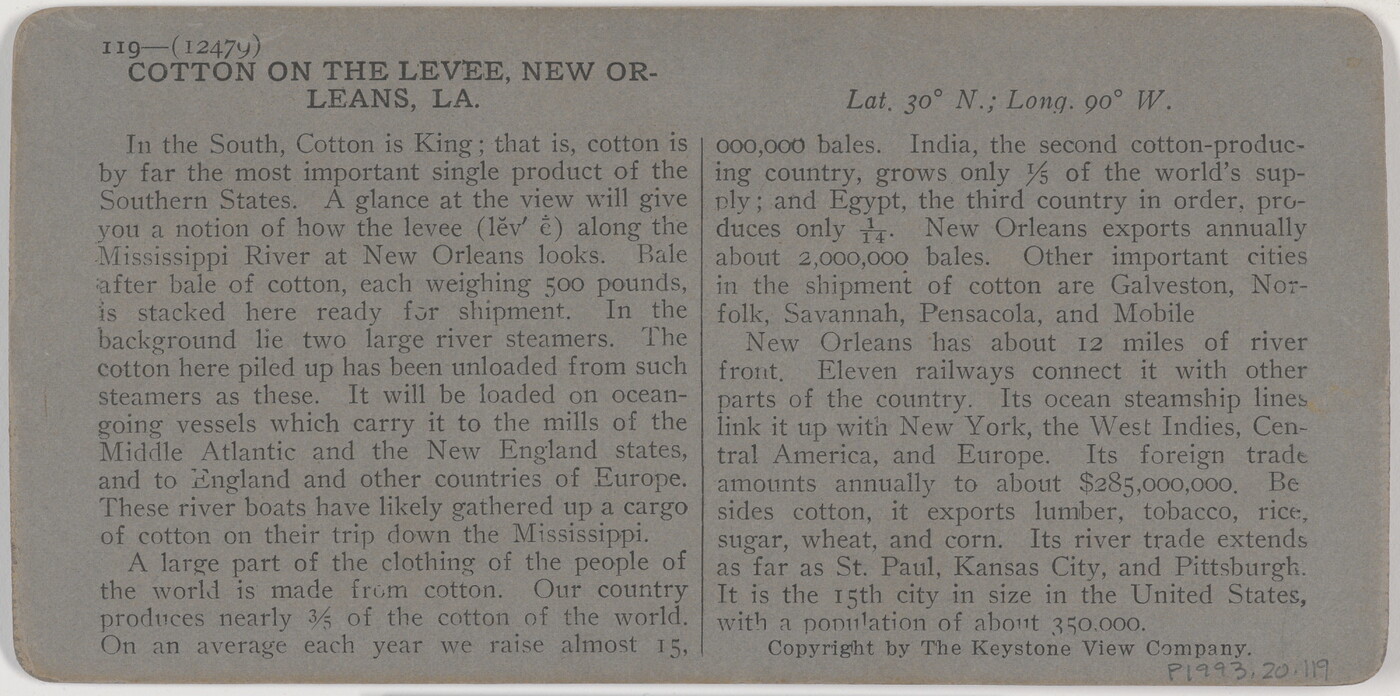 119—(12479)
COTTON ON THE LEVEE, NEW OR-
LEANS, LA.
Lat. 30° N.; Long. 90° W.
In the South, Cotton is King; that is, cotton is
by far the most important single product of the
Southern States. A glance at the view will give
you a notion of how the levee (lĕv′ ē̇) along the
Mississippi River at New Orleans looks. Bale
after bale of cotton, each weighing 500 pounds,
is stacked here ready for shipment. In the
background lie two large river steamers. The
cotton here piled up has been unloaded from such
steamers as these. It will be loaded on ocean-
going vessels which carry it to the mills of the
Middle Atlantic and the New England states,
and to England and other countries of Europe.
These river boats have likely gathered up a cargo
of cotton on their trip down the Mississippi.
A large part of the clothing of the people of
the world is made from cotton. Our country
produces nearly ⅗ of the cotton of the world.
On an average each year we raise almost 15,
000,000 bales. India, the second cotton-produc-
ing country, grows only ⅕ of the world's sup-
ply; and Egypt, the third country in order, pro-
duces only 1/14. New Orleans exports annually
about 2,000,000 bales. Other important cities
in the shipment of cotton are Galveston, Nor-
folk, Savannah, Pensacola, and Mobile
New Orleans has about 12 miles of river
front. Eleven railways connect it with other
parts of the country. Its ocean steamship lines
link it up with New York, the West Indies, Cen-
tral America, and Europe. Its foreign trade
amounts annually to about $285,000,000. Be
sides cotton, it exports lumber, tobacco, rice,
sugar, wheat, and corn. Its river trade extends
as far as St. Paul, Kansas City, and Pittsburgh.
It is the 15th city in size in the United States,
with a population of about 350.000.
Copyright by The Keystone View Company.
P1993.20.119